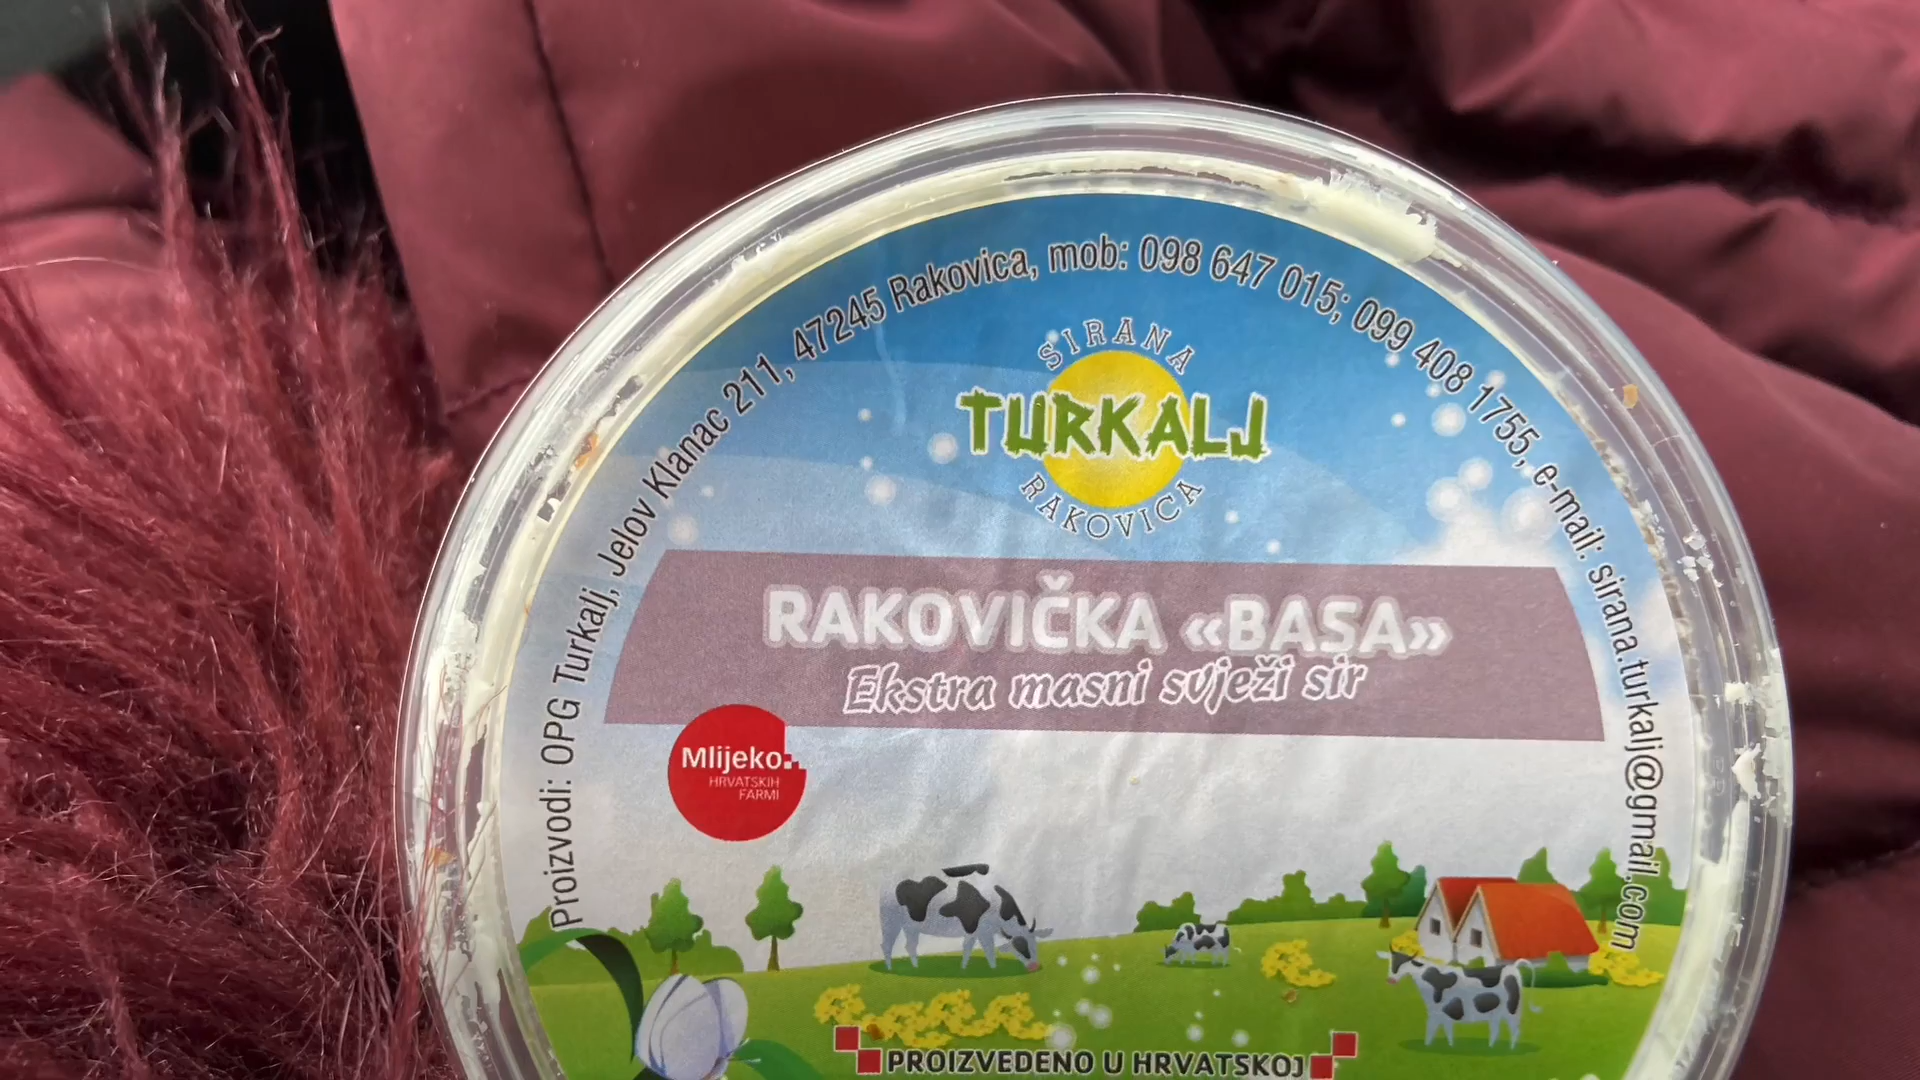 Proizvodi: OPG Turkalj, Jelov Klanac 211, 47245 Rakovica, mob: 098 647 015; 099 408 1755, e-mail: sirana.turkalj@gmail.com
SIRANA
TURKALJ
RAKOVICA
RAKOVIČKA «BASA»
Ekstra masni svježi sir
Mlijeko
HRVATSKIH
FARMI
PROIZVEDENO U HRVATSKOJ